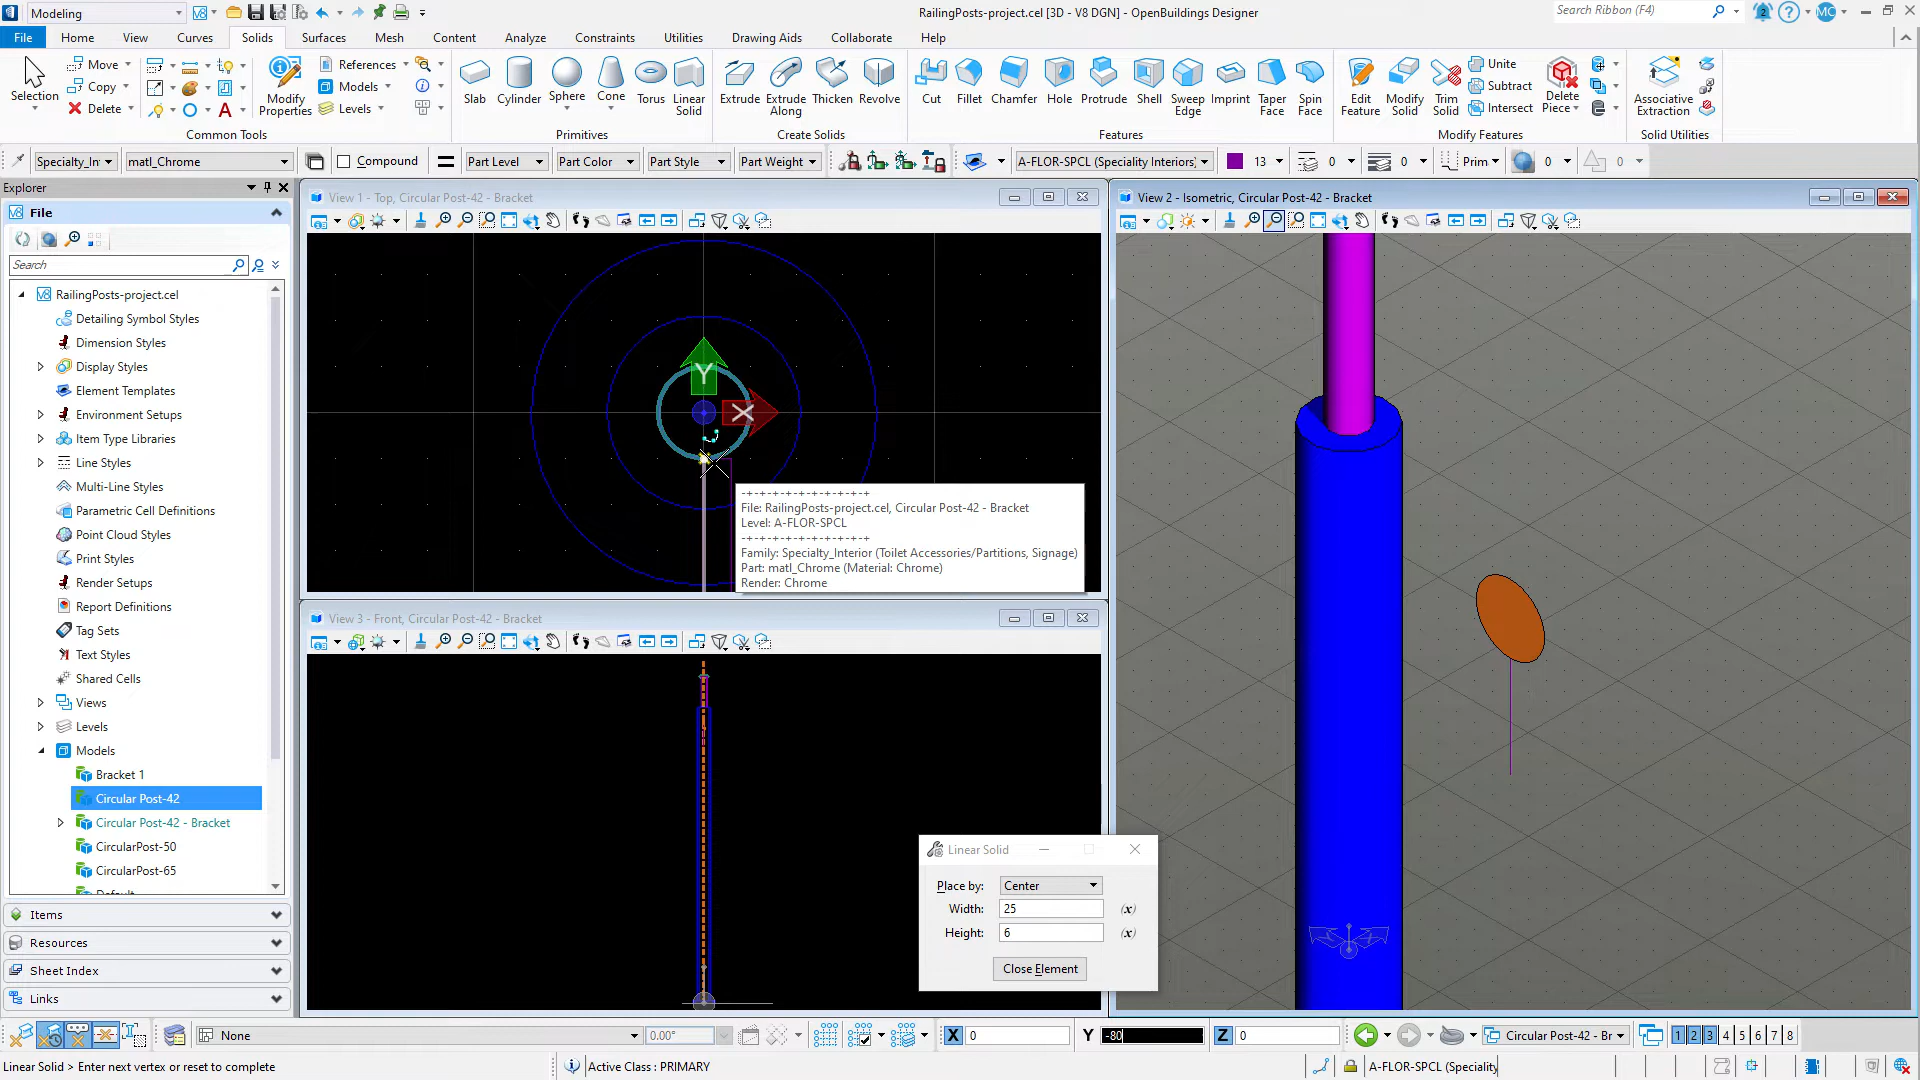 Modeling
RailingPosts-project.cel [3D - V8 DGN] - OpenBuildings Designer
Search Ribbon (F4)
MC
File
Home
View
Curves
Solids
Surfaces
Mesh
Content
Analyze
Constraints
Utilities
Drawing Aids
Collaborate
Help
Selection
Move
Copy
Delete
Modify Properties
References
Models
Levels
Common Tools
Slab
Cylinder
Sphere
Cone
Torus
Linear Solid
Primitives
Extrude
Extrude Along
Thicken
Revolve
Create Solids
Cut
Fillet
Chamfer
Hole
Protrude
Shell
Sweep Edge
Imprint
Taper Face
Spin Face
Features
Edit Feature
Modify Solid
Trim Solid
Unite
Subtract
Intersect
Delete Piece
Modify Features
Associative Extraction
Solid Utilities
Specialty_In
matl_Chrome
Compound
Part Level
Part Color
Part Style
Part Weight
A-FLOR-SPCL (Speciality Interiors)
13
0
0
Prim
0
0
Explorer
File
Search
RailingPosts-project.cel
Detailing Symbol Styles
Dimension Styles
Display Styles
Element Templates
Environment Setups
Item Type Libraries
Line Styles
Multi-Line Styles
Parametric Cell Definitions
Point Cloud Styles
Print Styles
Render Setups
Report Definitions
Tag Sets
Text Styles
Shared Cells
Views
Levels
Models
Bracket 1
Circular Post-42
Circular Post-42 - Bracket
CircularPost-50
CircularPost-65
Default
Items
Resources
Sheet Index
Links
View 1 - Top, Circular Post-42 - Bracket
Y
X
-+-+-+-+-+-+-+-+-+-+
File: RailingPosts-project.cel, Circular Post-42 - Bracket
Level: A-FLOR-SPCL
-+-+-+-+-+-+-+-+-+-+
Family: Specialty_Interior (Toilet Accessories/Partitions, Signage)
Part: matl_Chrome (Material: Chrome)
Render: Chrome
View 3 - Front, Circular Post-42 - Bracket
View 2 - Isometric, Circular Post-42 - Bracket
Linear Solid
Place by: Center
Width: 25 (x)
Height: 6 (x)
Close Element
None
0.00°
X 0
Y -80
Z 0
Circular Post-42 - Br
1 2 3 4 5 6 7 8
Linear Solid > Enter next vertex or reset to complete
Active Class : PRIMARY
A-FLOR-SPCL (Speciality